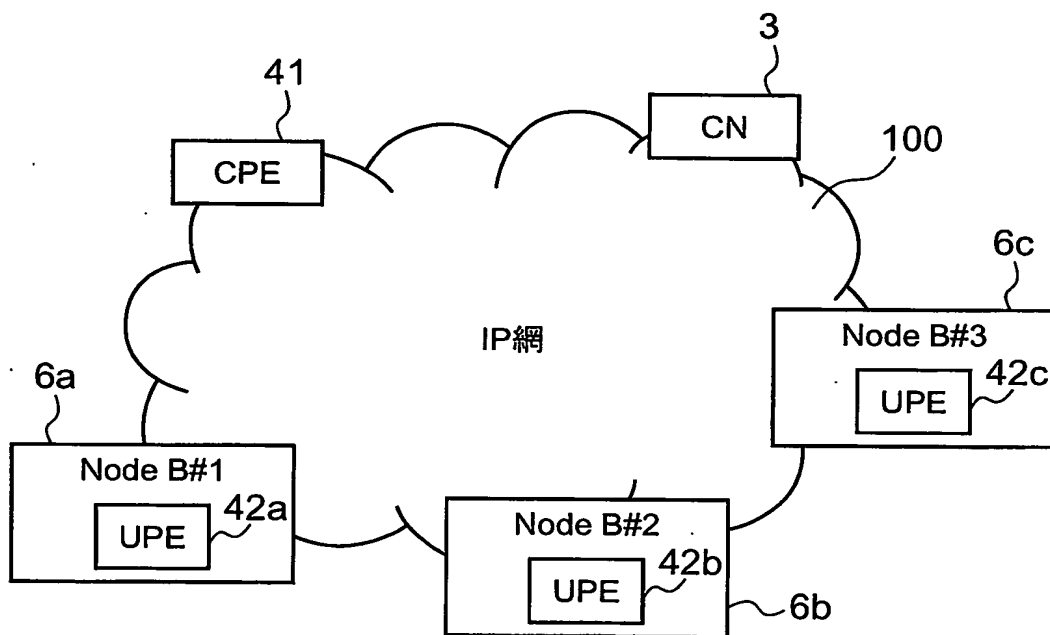 3
41
CN
100
CPE
6c
IP網
Node B#3
6a
42c
UPE
Node B#1
42a
UPE
Node B#2
42b
UPE
6b